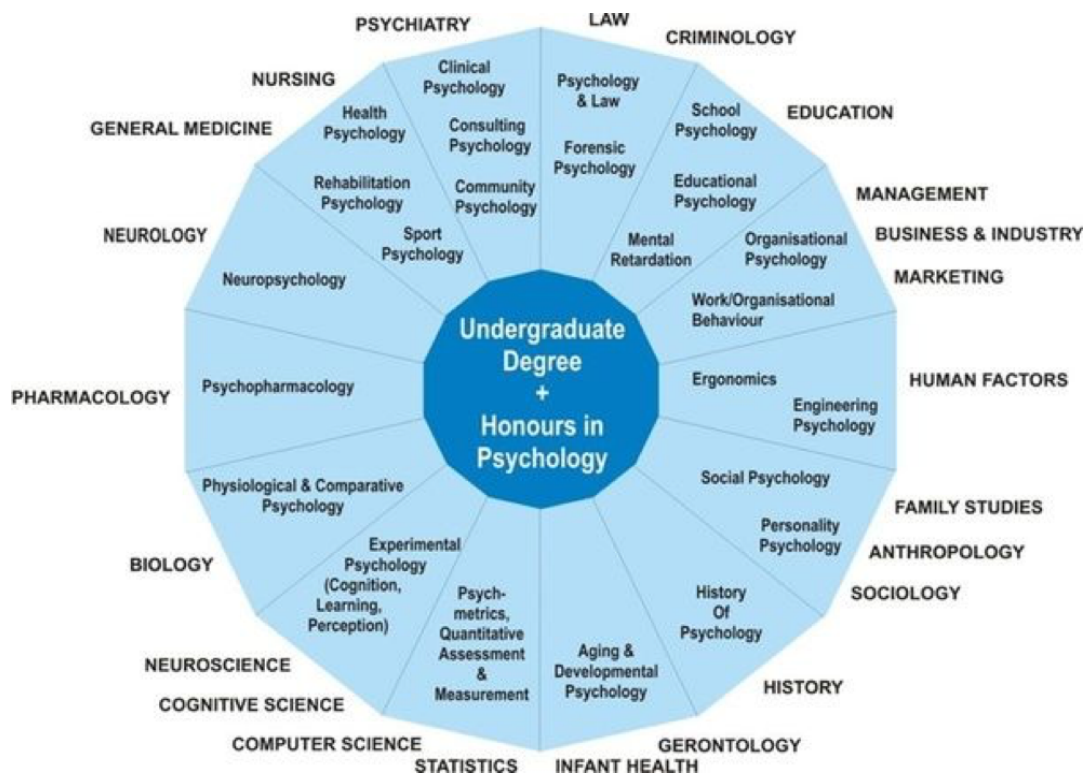 LAW
PSYCHIATRY
CRIMINOLOGY
NURSING
EDUCATION
GENERAL MEDICINE
MANAGEMENT
NEUROLOGY
BUSINESS & INDUSTRY
MARKETING
PHARMACOLOGY
HUMAN FACTORS
FAMILY STUDIES
BIOLOGY
ANTHROPOLOGY
SOCIOLOGY
NEUROSCIENCE
HISTORY
COGNITIVE SCIENCE
COMPUTER SCIENCE
GERONTOLOGY
STATISTICS
INFANT HEALTH
Clinical
Psychology
Consulting
Psychology
Community
Psychology
Psychology
& Law
Forensic
Psychology
School
Psychology
Educational
Psychology
Mental
Retardation
Organisational
Psychology
Work/Organisational
Behaviour
Ergonomics
Engineering
Psychology
Social Psychology
Personality
Psychology
History
Of
Psychology
Aging &
Developmental
Psychology
Psych-
metrics,
Quantitative
Assessment
&
Measurement
Experimental
Psychology
(Cognition,
Learning,
Perception)
Physiological & Comparative
Psychology
Psychopharmacology
Neuropsychology
Health
Psychology
Rehabilitation
Psychology
Sport
Psychology
Undergraduate
Degree
+
Honours in
Psychology